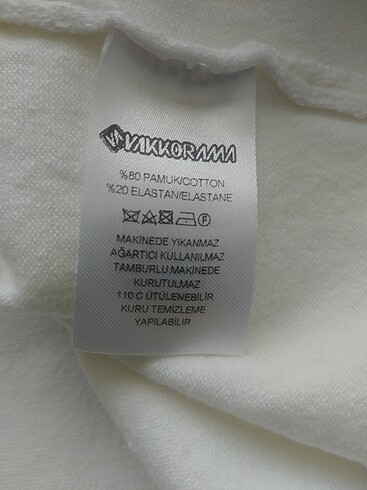 VAKKORAMA
%80 PAMUK/COTTON
%20 ELASTAN/ELASTANE
MAKİNEDE YIKANMAZ
AĞARTICI KULLANILMAZ
TAMBURLU MAKİNEDE
KURUTULMAZ
110 C ÜTÜLENEBİLİR
KURU TEMİZLEME
YAPILABİLİR